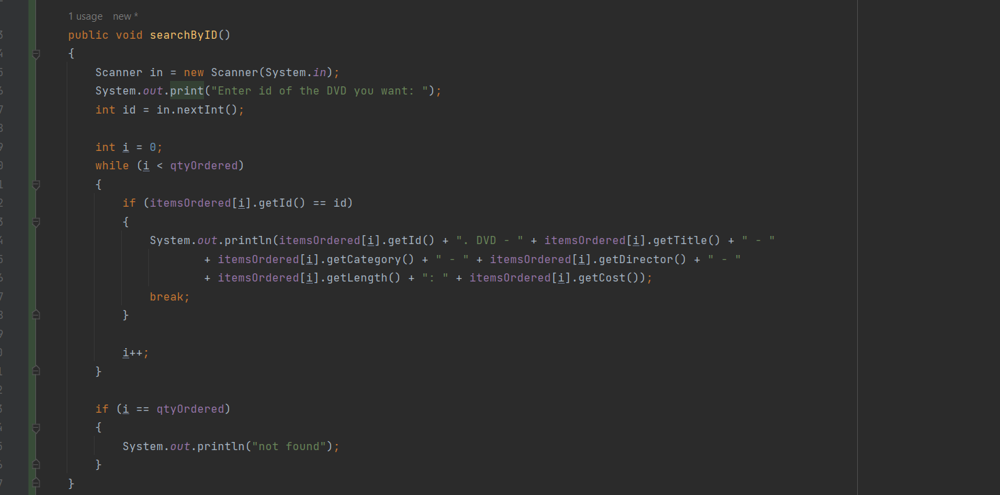 1 usage new *
public void searchByID()
{
Scanner in = new Scanner(System.in);
System.out.print("Enter id of the DVD you want: ");
int id = in.nextInt();
int i = 0;
while (i < qtyOrdered)
{
if (itemsOrdered[i].getId() == id)
{
System.out.println(itemsOrdered[i].getId() + ". DVD - " + itemsOrdered[i].getTitle() + " - "
+ itemsOrdered[i].getCategory() + " - " + itemsOrdered[i].getDirector() + " - "
+ itemsOrdered[i].getLength() + ": " + itemsOrdered[i].getCost());
break;
}
i++;
}
if (i == qtyOrdered)
{
System.out.println("not found");
}
}